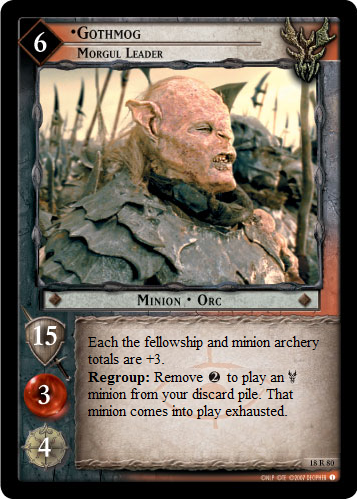 6
•Gothmog
Morgul Leader
Minion • Orc
15
3
4
Each the fellowship and minion archery
totals are +3.
Regroup: Remove ❷ to play an
minion from your discard pile. That
minion comes into play exhausted.
18 R 80